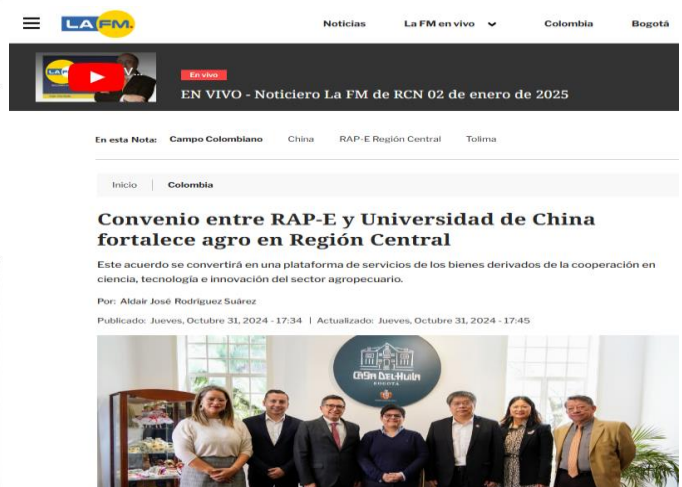 LA FM.
Noticias La FM en vivo Colombia Bogotá
En vivo
EN VIVO - Noticiero La FM de RCN 02 de enero de 2025
En esta Nota: Campo Colombiano China RAP-E Región Central Tolima
Inicio | Colombia
Convenio entre RAP-E y Universidad de China
fortalece agro en Región Central
Este acuerdo se convertirá en una plataforma de servicios de los bienes derivados de la cooperación en
ciencia, tecnología e innovación del sector agropecuario.
Por: Aldair José Rodríguez Suárez
Publicado: Jueves, Octubre 31, 2024 - 17:34 | Actualizado: Jueves, Octubre 31, 2024 - 17:45
CASA DEL HUILA
BOGOTÁ